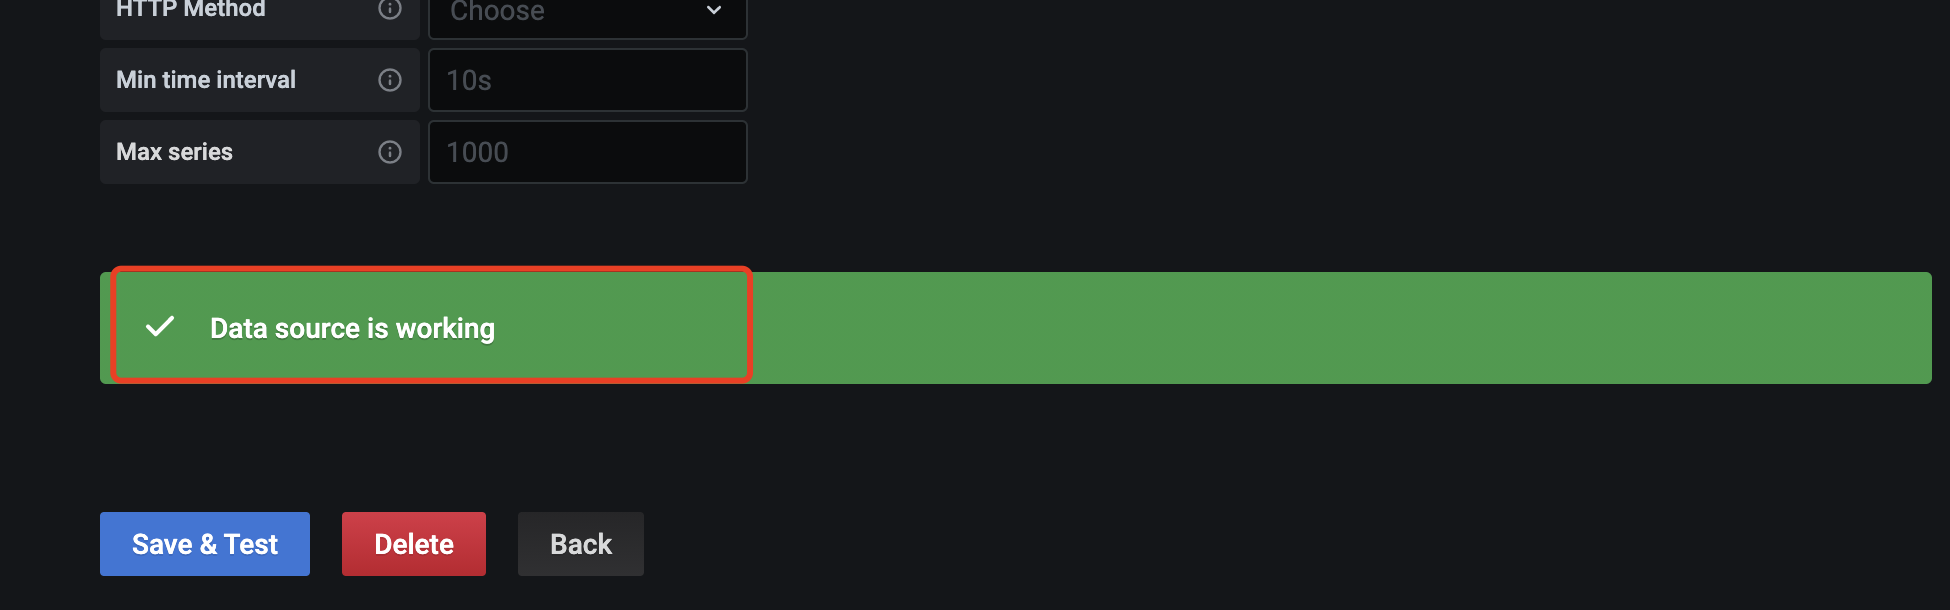 HTTP Method Choose
Min time interval 10s
Max series 1000
Data source is working
Save & Test Delete Back